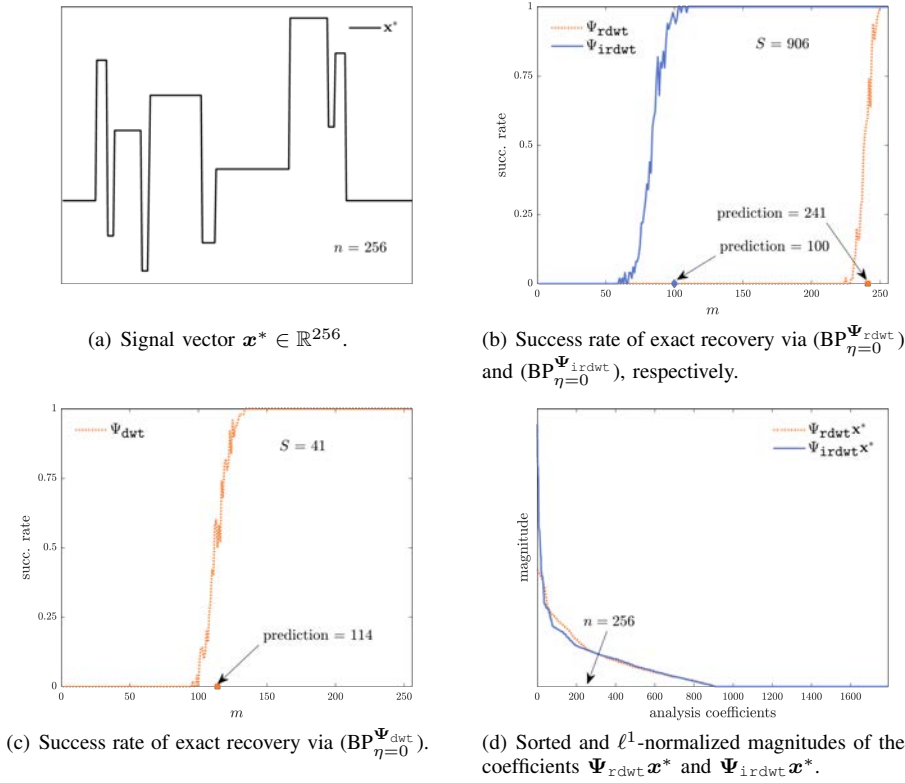 x*
n = 256
(a) Signal vector x* ∈ ℝ²⁵⁶.
1
0.75
0.5
0.25
0
succ. rate
Ψ_rdwt
Ψ_irdwt
S = 906
prediction = 241
prediction = 100
0 50 100 150 200 250
m
(b) Success rate of exact recovery via (BP_{η=0}^{Ψ_rdwt})
and (BP_{η=0}^{Ψ_irdwt}), respectively.
1
0.75
0.5
0.25
0
succ. rate
Ψ_dwt
S = 41
prediction = 114
0 50 100 150 200 250
m
(c) Success rate of exact recovery via (BP_{η=0}^{Ψ_dwt}).
magnitude
Ψ_rdwt x*
Ψ_irdwt x*
n = 256
0 200 400 600 800 1000 1200 1400 1600
analysis coefficients
(d) Sorted and ℓ¹-normalized magnitudes of the
coefficients Ψ_rdwt x* and Ψ_irdwt x*.